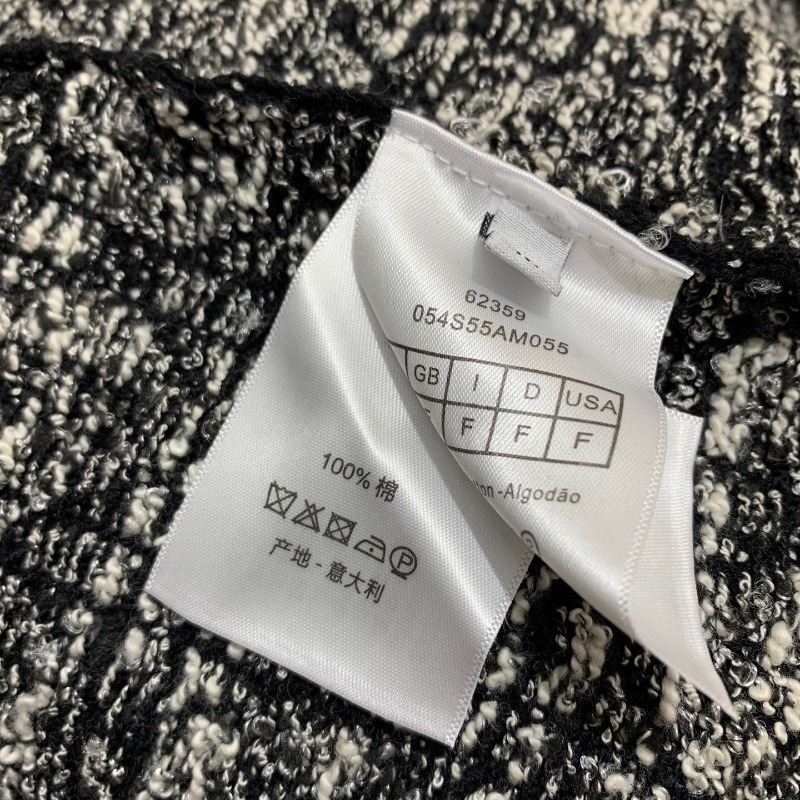 62359
054S55AM055
GB I D USA
F F F
-Algodão
100% 棉
产地 - 意大利